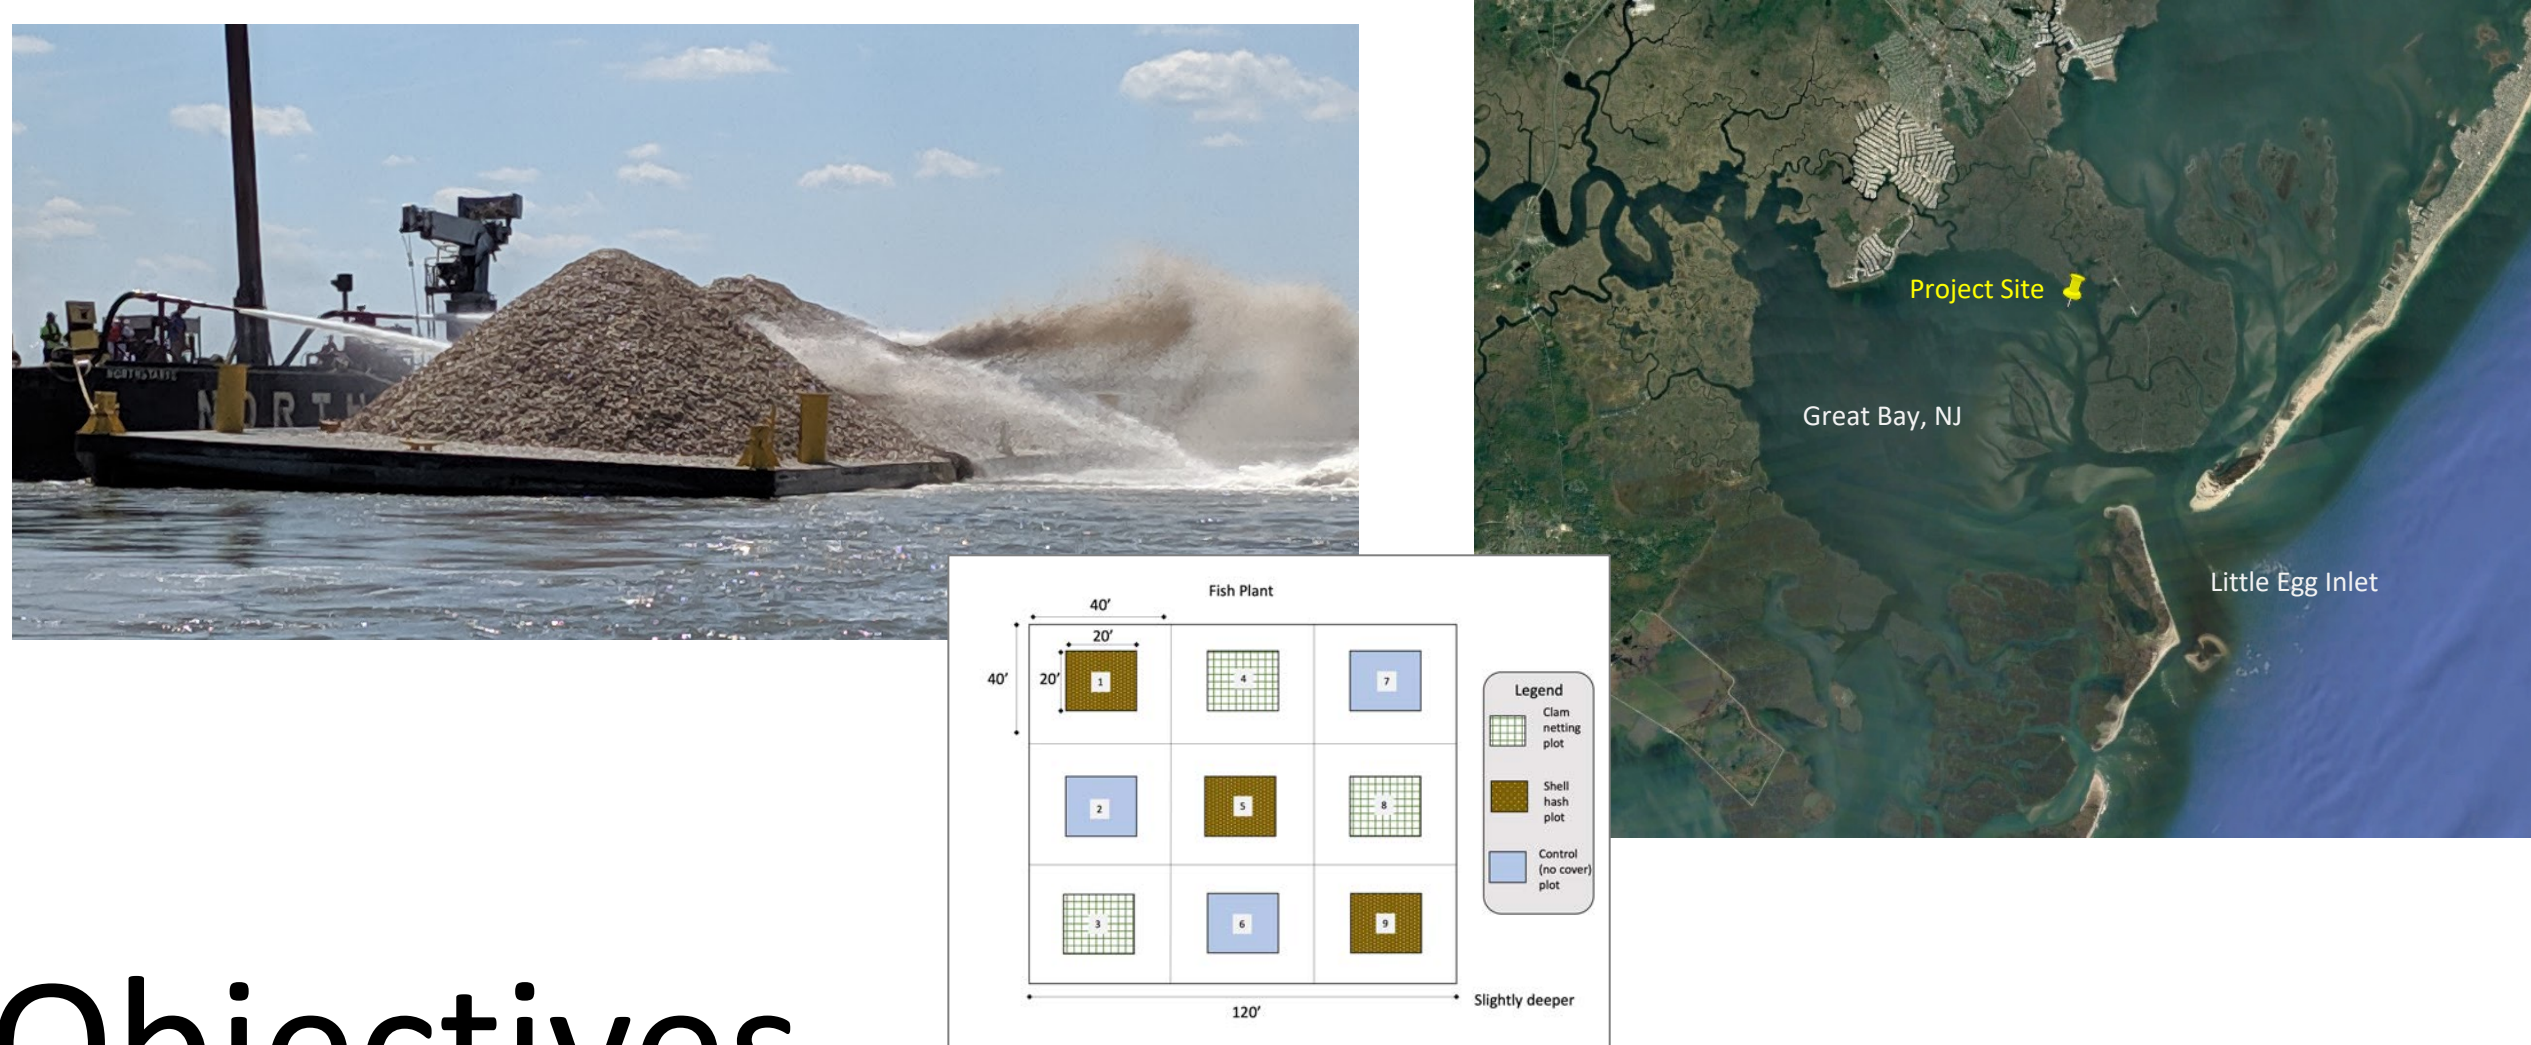 NORTHSTAR
NORTH
Project Site
Great Bay, NJ
Little Egg Inlet
Fish Plant
40’
20’
40’
20’
1
4
7
2
5
8
3
6
9
120’
Slightly deeper
Legend
Clam
netting
plot
Shell
hash
plot
Control
(no cover)
plot
Objectives